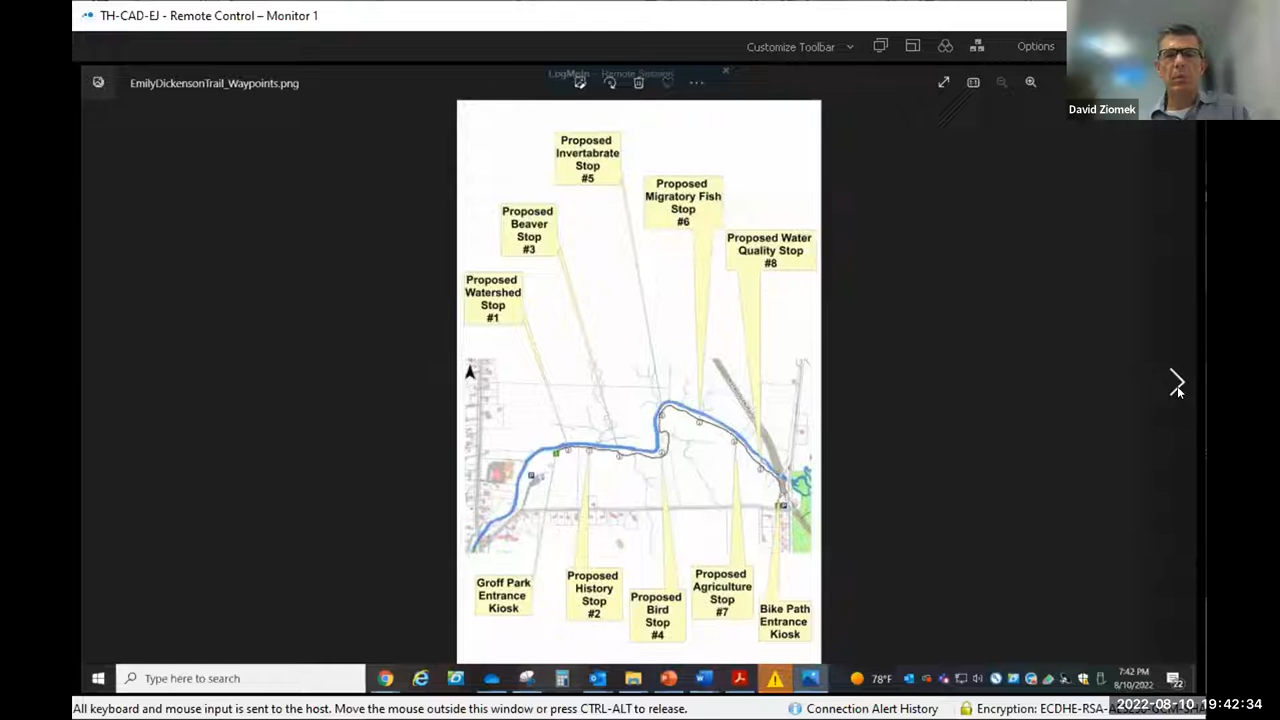 TH-CAD-EJ - Remote Control – Monitor 1
Customize Toolbar
Options
David Ziomek
EmilyDickensonTrail_Waypoints.png
LogMeIn - Remote Session
Proposed
Invertabrate
Stop
#5
Proposed
Migratory Fish
Stop
#6
Proposed
Beaver
Stop
#3
Proposed Water
Quality Stop
#8
Proposed
Watershed
Stop
#1
Groff Park
Entrance
Kiosk
Proposed
History
Stop
#2
Proposed
Bird
Stop
#4
Proposed
Agriculture
Stop
#7
Bike Path
Entrance
Kiosk
Type here to search
78°F
7:42 PM
8/10/2022
22
All keyboard and mouse input is sent to the host. Move the mouse outside this window or press CTRL-ALT to release.
Connection Alert History
Encryption: ECDHE-RSA-
2022-08-10 19:42:34